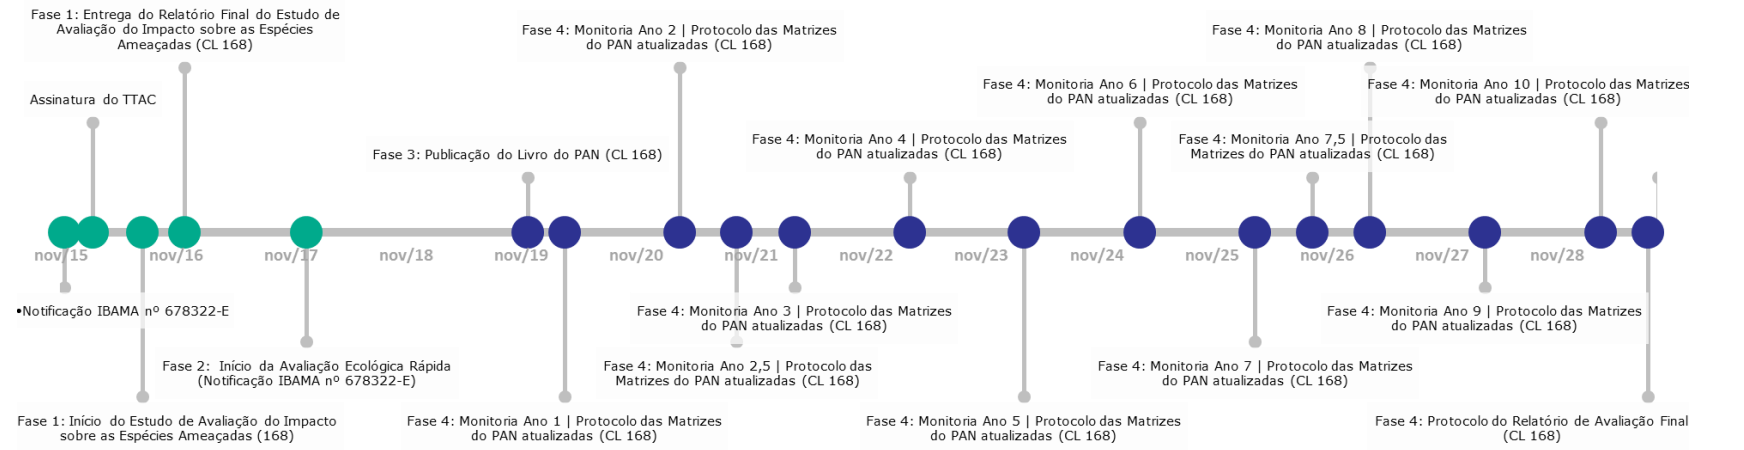 Fase 1: Entrega do Relatório Final do Estudo de
Avaliação do Impacto sobre as Espécies
Ameaçadas (CL 168)
Assinatura do TTAC
Fase 4: Monitoria Ano 2 | Protocolo das Matrizes
do PAN atualizadas (CL 168)
Fase 3: Publicação do Livro do PAN (CL 168)
Fase 4: Monitoria Ano 4 | Protocolo das Matrizes
do PAN atualizadas (CL 168)
Fase 4: Monitoria Ano 6 | Protocolo das Matrizes
do PAN atualizadas (CL 168)
Fase 4: Monitoria Ano 8 | Protocolo das Matrizes
do PAN atualizadas (CL 168)
Fase 4: Monitoria Ano 10 | Protocolo das Matrizes
do PAN atualizadas (CL 168)
Fase 4: Monitoria Ano 7,5 | Protocolo das
Matrizes do PAN atualizadas (CL 168)
nov/15 nov/16 nov/17 nov/18 nov/19 nov/20 nov/21 nov/22 nov/23 nov/24 nov/25 nov/26 nov/27 nov/28
•Notificação IBAMA nº 678322-E
Fase 2: Início da Avaliação Ecológica Rápida
(Notificação IBAMA nº 678322-E)
Fase 1: Início do Estudo de Avaliação do Impacto
sobre as Espécies Ameaçadas (168)
Fase 4: Monitoria Ano 3 | Protocolo das Matrizes
do PAN atualizadas (CL 168)
Fase 4: Monitoria Ano 2,5 | Protocolo das
Matrizes do PAN atualizadas (CL 168)
Fase 4: Monitoria Ano 1 | Protocolo das Matrizes
do PAN atualizadas (CL 168)
Fase 4: Monitoria Ano 5 | Protocolo das Matrizes
do PAN atualizadas (CL 168)
Fase 4: Monitoria Ano 7 | Protocolo das Matrizes
do PAN atualizadas (CL 168)
Fase 4: Monitoria Ano 9 | Protocolo das Matrizes
do PAN atualizadas (CL 168)
Fase 4: Protocolo do Relatório de Avaliação Final
(CL 168)